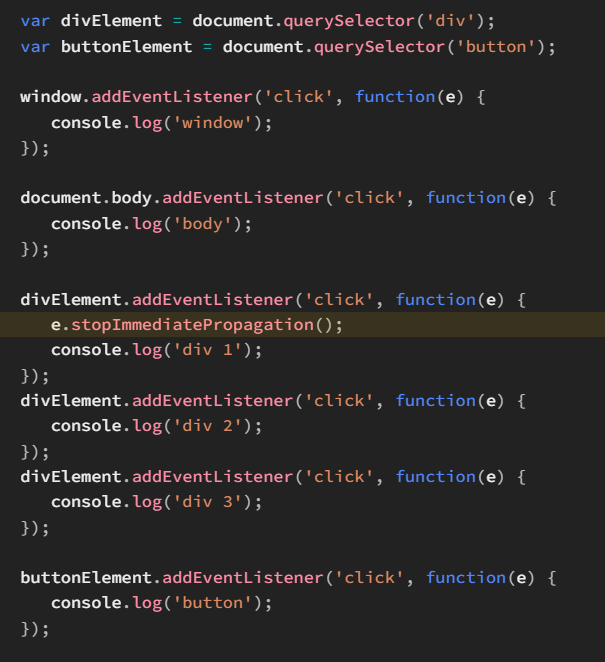 var divElement = document.querySelector('div');
var buttonElement = document.querySelector('button');

window.addEventListener('click', function(e) {
   console.log('window');
});

document.body.addEventListener('click', function(e) {
   console.log('body');
});

divElement.addEventListener('click', function(e) {
   e.stopImmediatePropagation();
   console.log('div 1');
});
divElement.addEventListener('click', function(e) {
   console.log('div 2');
});
divElement.addEventListener('click', function(e) {
   console.log('div 3');
});

buttonElement.addEventListener('click', function(e) {
   console.log('button');
});